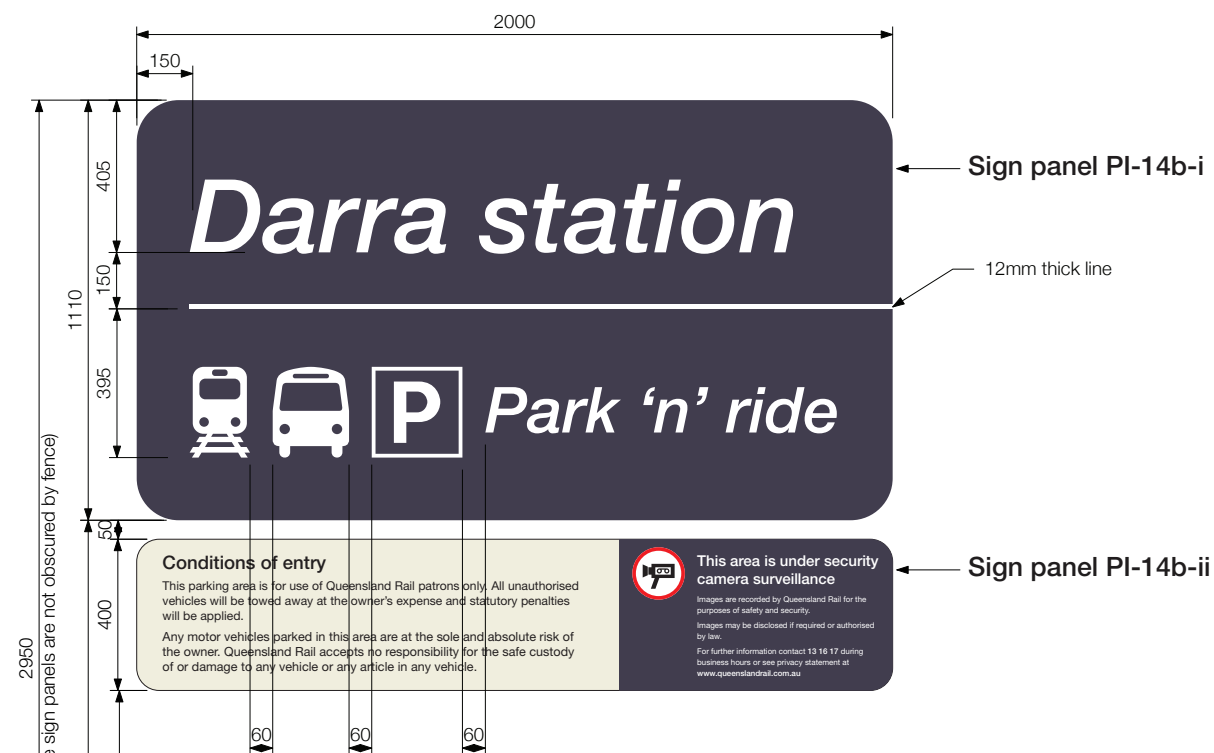 2000
150
Sign panel PI-14b-i
405
Darra station
150
12mm thick line
1110
395
P
Park ‘n’ ride
50
Conditions of entry
This parking area is for use of Queensland Rail patrons only. All unauthorised
vehicles will be towed away at the owner’s expense and statutory penalties
will be applied.
Any motor vehicles parked in this area are at the sole and absolute risk of
the owner. Queensland Rail accepts no responsibility for the safe custody
of or damage to any vehicle or any article in any vehicle.
This area is under security
camera surveillance
Images are recorded by Queensland Rail for the
purposes of safety and security.
Images may be disclosed if required or authorised
by law.
For further information contact 13 16 17 during
business hours or see privacy statement at
www.queenslandrail.com.au
Sign panel PI-14b-ii
400
2950
sign panels are not obscured by fence)
60
60
60